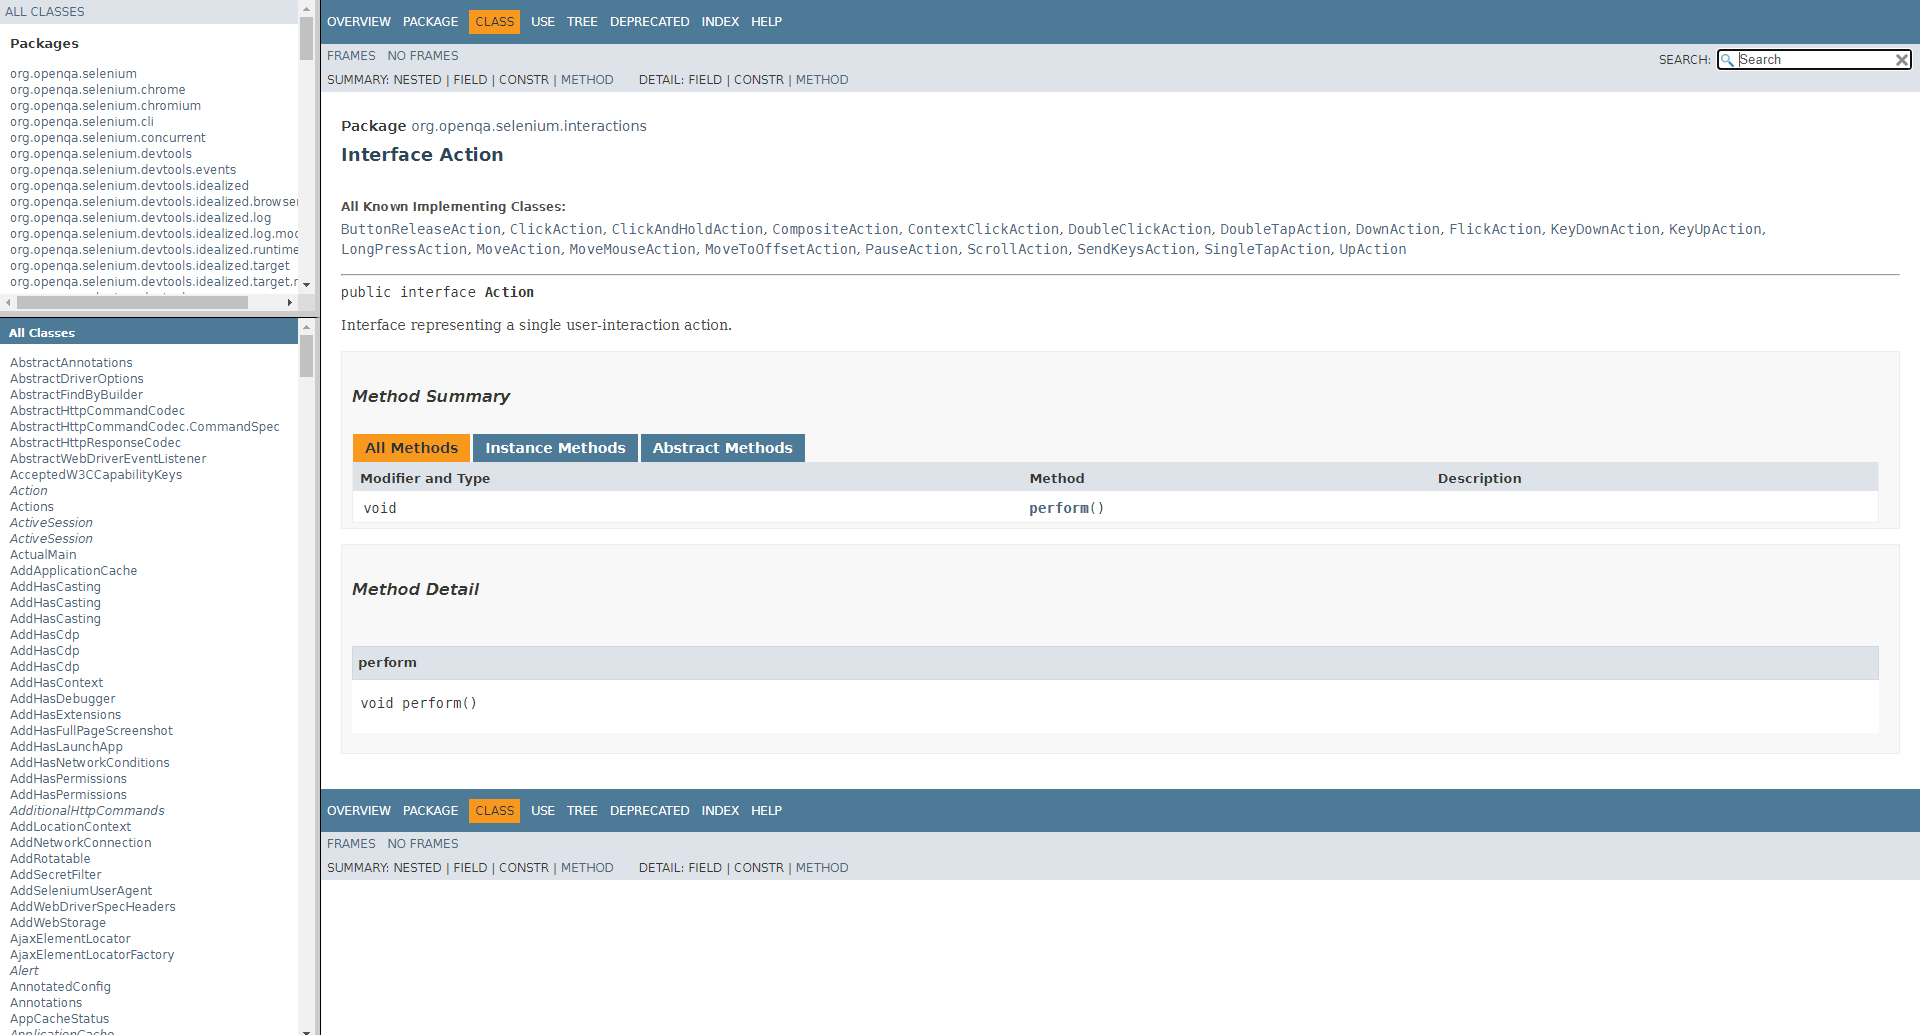 ALL CLASSES
Packages
org.openqa.selenium
org.openqa.selenium.chrome
org.openqa.selenium.chromium
org.openqa.selenium.cli
org.openqa.selenium.concurrent
org.openqa.selenium.devtools
org.openqa.selenium.devtools.events
org.openqa.selenium.devtools.idealized
org.openqa.selenium.devtools.idealized.browser
org.openqa.selenium.devtools.idealized.log
org.openqa.selenium.devtools.idealized.log.mod
org.openqa.selenium.devtools.idealized.runtime
org.openqa.selenium.devtools.idealized.target
org.openqa.selenium.devtools.idealized.target.r
All Classes
AbstractAnnotations
AbstractDriverOptions
AbstractFindByBuilder
AbstractHttpCommandCodec
AbstractHttpCommandCodec.CommandSpec
AbstractHttpResponseCodec
AbstractWebDriverEventListener
AcceptedW3CCapabilityKeys
Action
Actions
ActiveSession
ActiveSession
ActualMain
AddApplicationCache
AddHasCasting
AddHasCasting
AddHasCasting
AddHasCdp
AddHasCdp
AddHasCdp
AddHasContext
AddHasDebugger
AddHasExtensions
AddHasFullPageScreenshot
AddHasLaunchApp
AddHasNetworkConditions
AddHasPermissions
AddHasPermissions
AdditionalHttpCommands
AddLocationContext
AddNetworkConnection
AddRotatable
AddSecretFilter
AddSeleniumUserAgent
AddWebDriverSpecHeaders
AddWebStorage
AjaxElementLocator
AjaxElementLocatorFactory
Alert
AnnotatedConfig
Annotations
AppCacheStatus
ApplicationCache
OVERVIEW PACKAGE CLASS USE TREE DEPRECATED INDEX HELP
FRAMES NO FRAMES
SEARCH: Search
SUMMARY: NESTED | FIELD | CONSTR | METHOD DETAIL: FIELD | CONSTR | METHOD
Package org.openqa.selenium.interactions
Interface Action
All Known Implementing Classes:
ButtonReleaseAction, ClickAction, ClickAndHoldAction, CompositeAction, ContextClickAction, DoubleClickAction, DoubleTapAction, DownAction, FlickAction, KeyDownAction, KeyUpAction,
LongPressAction, MoveAction, MoveMouseAction, MoveToOffsetAction, PauseAction, ScrollAction, SendKeysAction, SingleTapAction, UpAction
public interface Action
Interface representing a single user-interaction action.
Method Summary
All Methods Instance Methods Abstract Methods
Modifier and Type Method Description
void perform()
Method Detail
perform
void perform()
OVERVIEW PACKAGE CLASS USE TREE DEPRECATED INDEX HELP
FRAMES NO FRAMES
SUMMARY: NESTED | FIELD | CONSTR | METHOD DETAIL: FIELD | CONSTR | METHOD